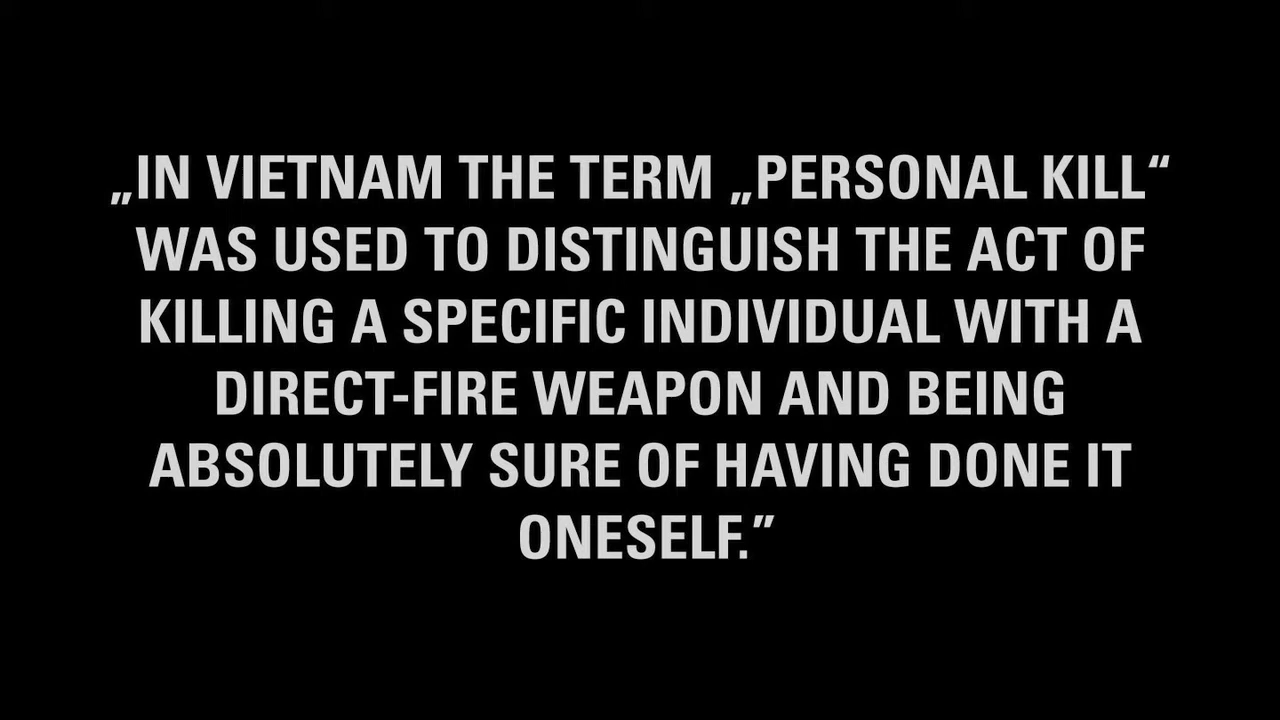 „IN VIETNAM THE TERM „PERSONAL KILL“
WAS USED TO DISTINGUISH THE ACT OF
KILLING A SPECIFIC INDIVIDUAL WITH A
DIRECT-FIRE WEAPON AND BEING
ABSOLUTELY SURE OF HAVING DONE IT
ONESELF.”